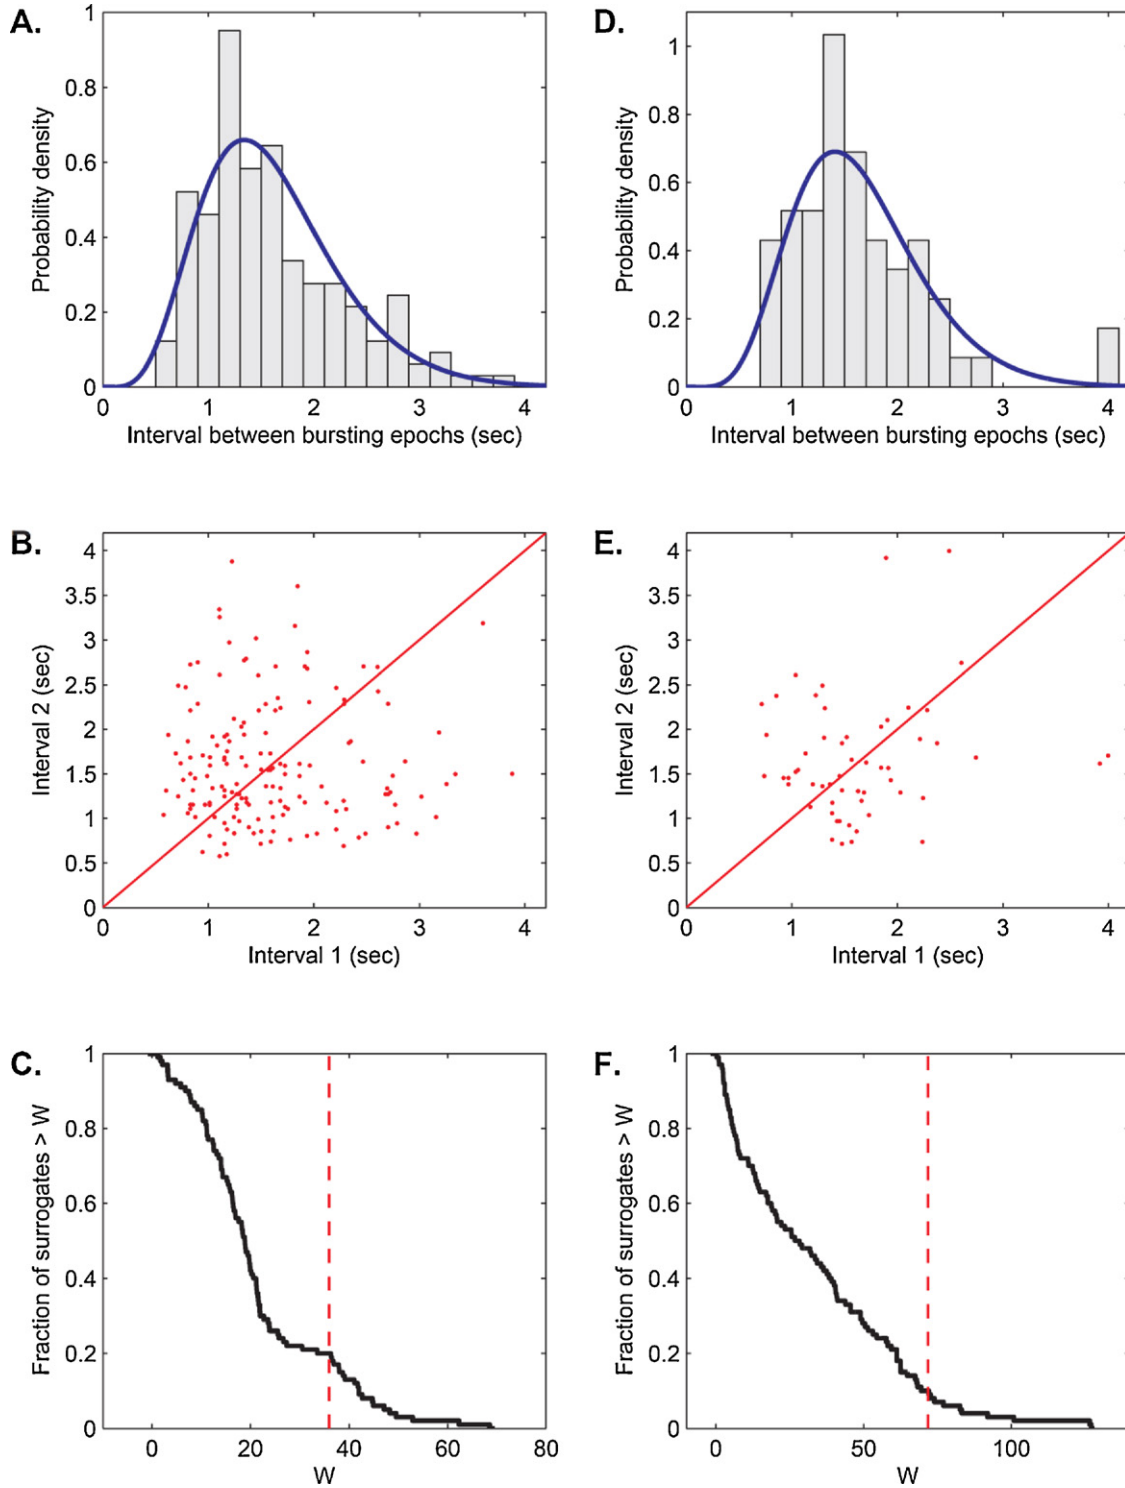 A.
1
0.8
0.6
0.4
0.2
0
Probability density
0 1 2 3 4
Interval between bursting epochs (sec)
D.
1
0.8
0.6
0.4
0.2
0
Probability density
0 1 2 3 4
Interval between bursting epochs (sec)
B.
4
3.5
3
2.5
2
1.5
1
0.5
0
Interval 2 (sec)
0 1 2 3 4
Interval 1 (sec)
E.
4
3.5
3
2.5
2
1.5
1
0.5
0
Interval 2 (sec)
0 1 2 3 4
Interval 1 (sec)
C.
1
0.8
0.6
0.4
0.2
0
Fraction of surrogates > W
0 20 40 60 80
W
F.
1
0.8
0.6
0.4
0.2
0
Fraction of surrogates > W
0 50 100
W